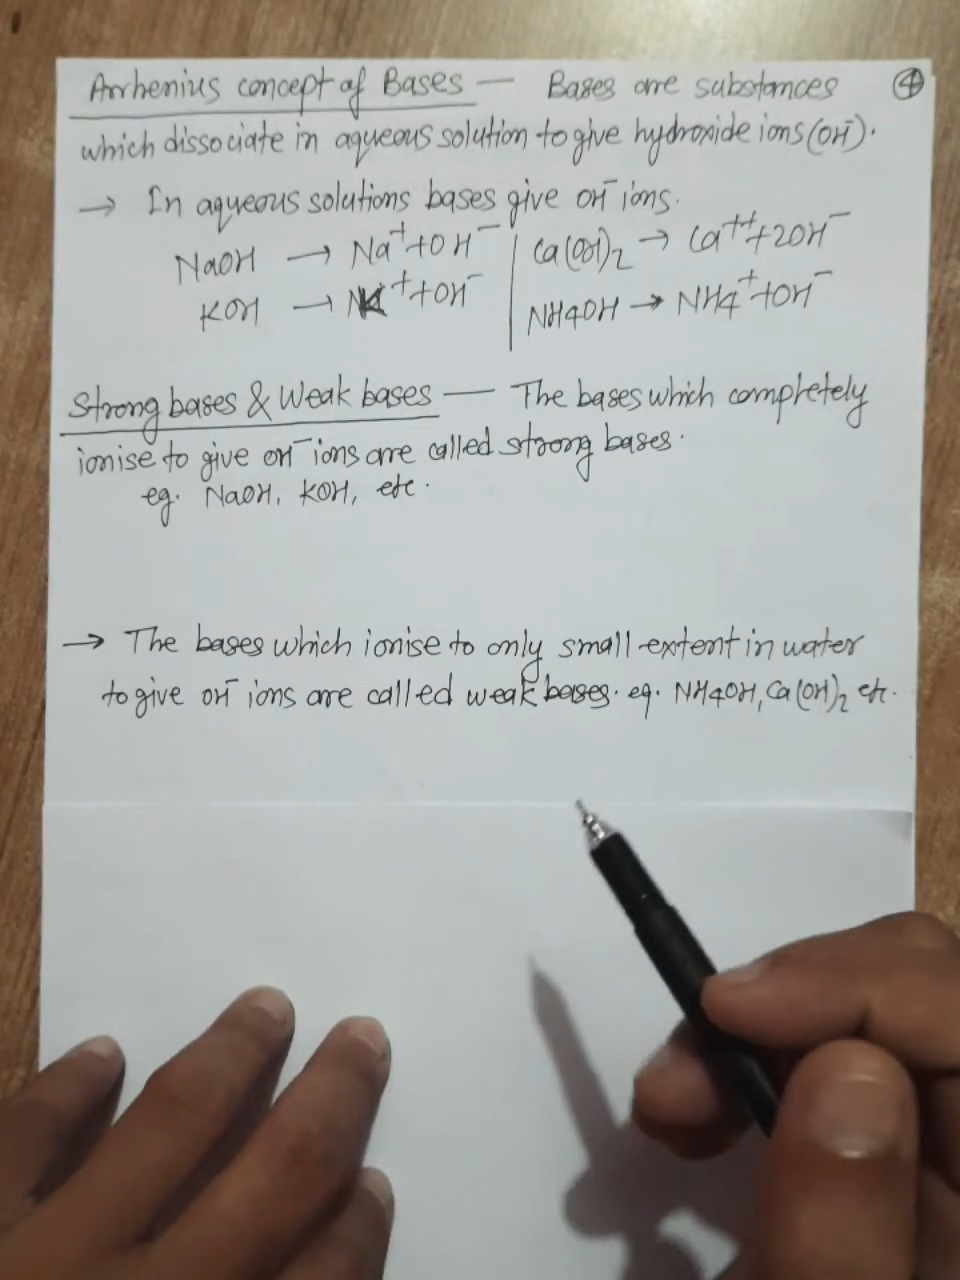 Arrhenius concept of Bases — Bases are substances ④
which dissociate in aqueous solution to give hydroxide ions (OH⁻).
→ In aqueous solutions bases give OH⁻ ions.
NaOH → Na⁺ + OH⁻ | Ca(OH)₂ → Ca⁺⁺ + 2OH⁻
KOH → K⁺ + OH⁻ | NH4OH → NH4⁺ + OH⁻
Strong bases & Weak bases — The bases which completely
ionise to give OH⁻ ions are called strong bases.
eg. NaOH, KOH, etc.
→ The bases which ionise to only small extent in water
to give OH⁻ ions are called weak bases. eg. NH4OH, Ca(OH)₂ etc.